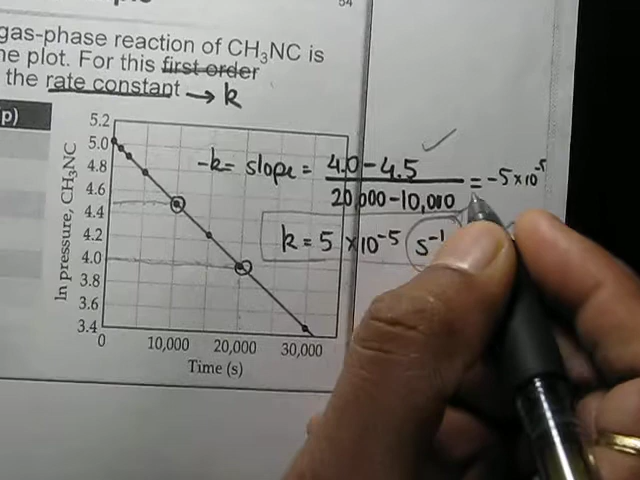 54
gas-phase reaction of CH₃NC is
plot. For this first order
the rate constant → k
p)
ln pressure, CH₃NC
5.2
5.0
4.8
4.6
4.4
4.2
4.0
3.8
3.6
3.4
0 10,000 20,000 30,000
Time (s)
-k = slope = 4.0 - 4.5 / 20,000 - 10,000 = -5 × 10⁻⁵
k = 5 × 10⁻⁵ s⁻¹